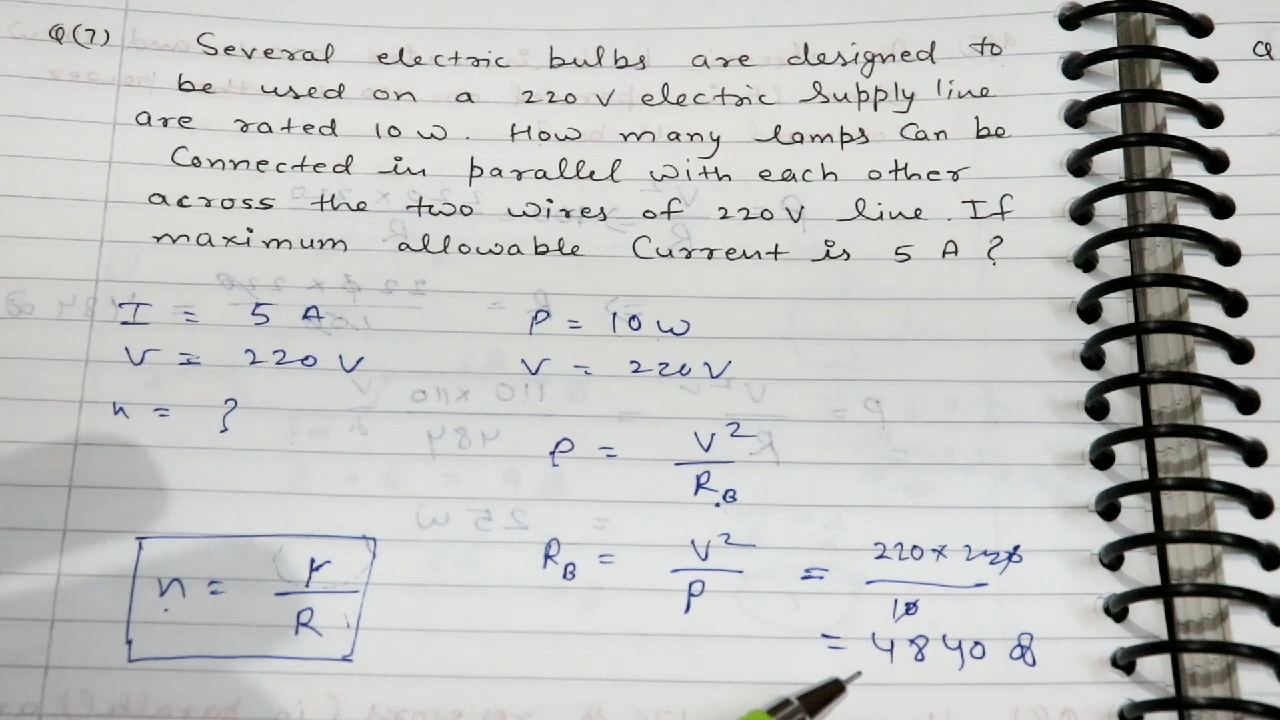 Q(7) Several electric bulbs are designed to
be used on a 220 V electric supply line
are rated 10 W. How many lamps can be
Connected in parallel with each other
across the two wires of 220 V line. If
maximum allowable Current is 5 A ?
I = 5 A
V = 220 V
n = ?
P = 10 W
V = 220 V
P = V² / R_B
R_B = V² / P = 220 × 220 / 10
= 4840
n = r / R
Q